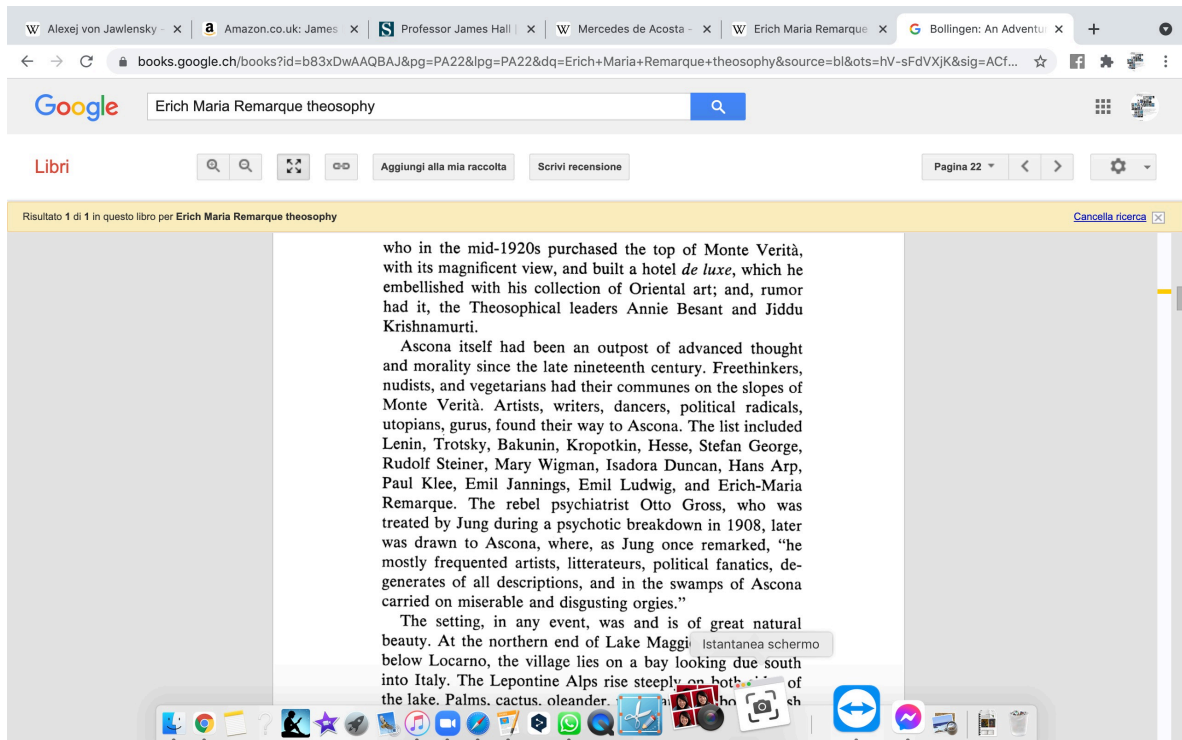 Alexej von Jawlensky -
Amazon.co.uk: James
Professor James Hall |
Mercedes de Acosta -
Erich Maria Remarque
Bollingen: An Adventur
books.google.ch/books?id=b83xDwAAQBAJ&pg=PA22&lpg=PA22&dq=Erich+Maria+Remarque+theosophy&source=bl&ots=hV-sFdVXjK&sig=ACf...
Google
Erich Maria Remarque theosophy
Libri
Aggiungi alla mia raccolta
Scrivi recensione
Pagina 22
Risultato 1 di 1 in questo libro per Erich Maria Remarque theosophy
Cancella ricerca
who in the mid-1920s purchased the top of Monte Verità,
with its magnificent view, and built a hotel de luxe, which he
embellished with his collection of Oriental art; and, rumor
had it, the Theosophical leaders Annie Besant and Jiddu
Krishnamurti.
Ascona itself had been an outpost of advanced thought
and morality since the late nineteenth century. Freethinkers,
nudists, and vegetarians had their communes on the slopes of
Monte Verità. Artists, writers, dancers, political radicals,
utopians, gurus, found their way to Ascona. The list included
Lenin, Trotsky, Bakunin, Kropotkin, Hesse, Stefan George,
Rudolf Steiner, Mary Wigman, Isadora Duncan, Hans Arp,
Paul Klee, Emil Jannings, Emil Ludwig, and Erich-Maria
Remarque. The rebel psychiatrist Otto Gross, who was
treated by Jung during a psychotic breakdown in 1908, later
was drawn to Ascona, where, as Jung once remarked, "he
mostly frequented artists, litterateurs, political fanatics, de-
generates of all descriptions, and in the swamps of Ascona
carried on miserable and disgusting orgies."
The setting, in any event, was and is of great natural
beauty. At the northern end of Lake Maggi
Istantanea schermo
below Locarno, the village lies on a bay looking due south
into Italy. The Lepontine Alps rise steeply on both of
the lake. Palms, cactus, oleander,